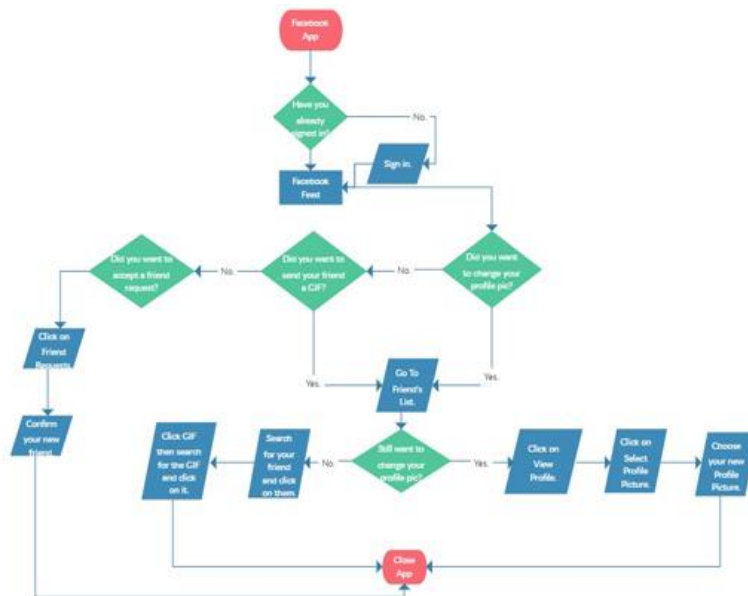 Facebook
App
Have you
already
signed in?
No.
Sign in.
Facebook
Feed
Did you want to
accept a friend
request?
No.
Did you want to
send your friend
a GIF?
No.
Did you want
to change your
profile pic?
Click on
Friend
Requests
Yes.
Go To
Friend's
List.
Yes.
Confirm
your new
friend.
Click GIF
then search
for the GIF
and click
on it.
Search
for your
friend
and click
on them.
No.
Still want to
change your
profile pic?
Yes.
Click on
View
Profile.
Click on
Select
Profile
Picture.
Choose
your new
Profile
Picture.
Close
App